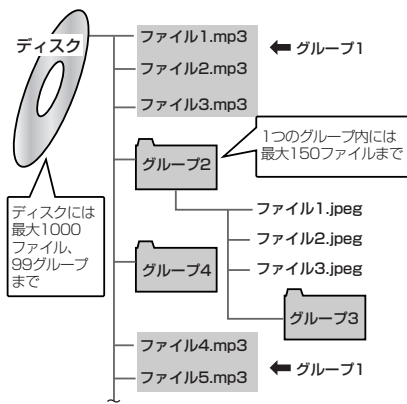 ディスク
ファイル1.mp3
グループ1
ファイル2.mp3
ファイル3.mp3
グループ2
1つのグループ内には
最大150ファイルまで
ディスクには
最大1000
ファイル、
99グループ
まで
ファイル1.jpeg
ファイル2.jpeg
ファイル3.jpeg
グループ4
グループ3
ファイル4.mp3
グループ1
ファイル5.mp3